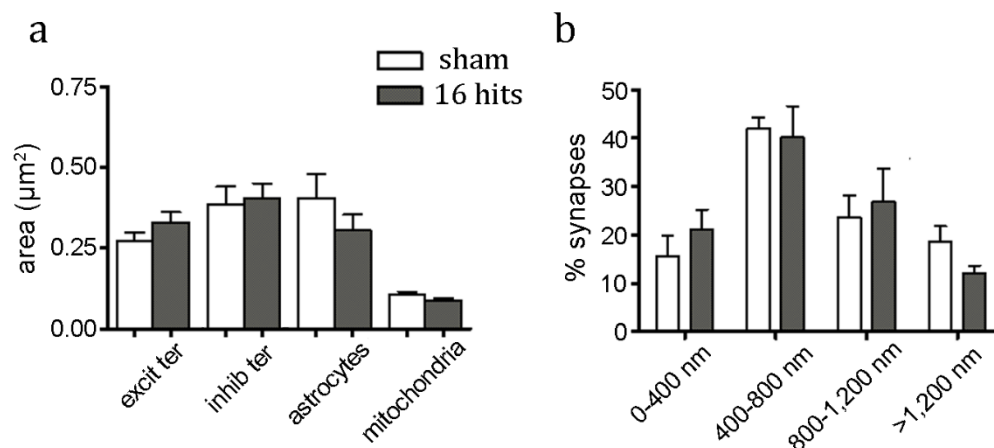 a
sham
16 hits
area (µm²)
0.75
0.50
0.25
0.00
excit ter
inhib ter
astrocytes
mitochondria
b
% synapses
50
40
30
20
10
0
0-400 nm
400-800 nm
800-1,200 nm
>1,200 nm